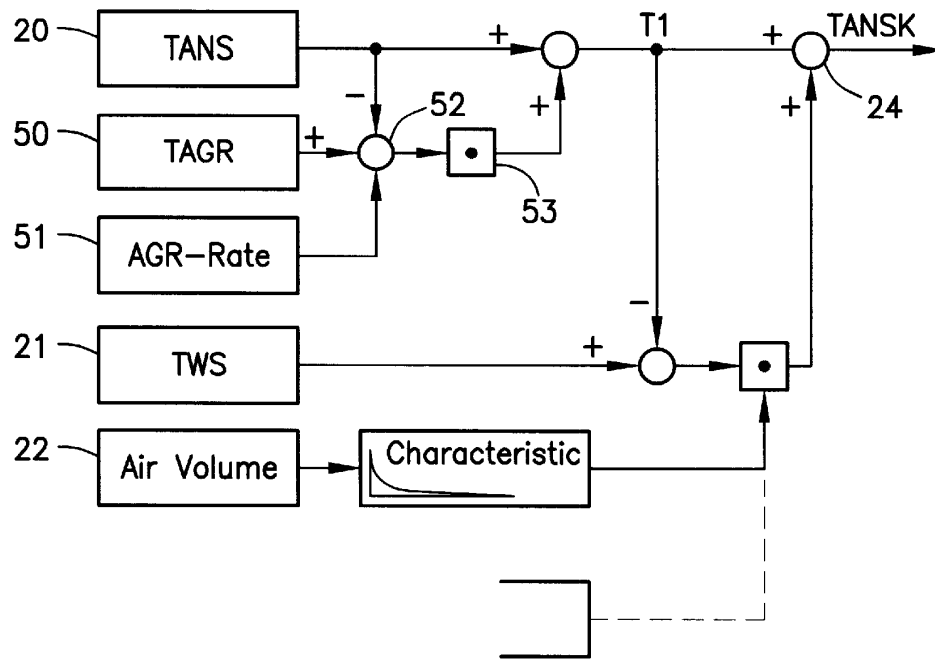 20
TANS
+
T1
+
TANSK
24
+
50
TAGR
+
−
52
+
53
51
AGR-Rate
21
TWS
+
−
22
Air Volume
Characteristic